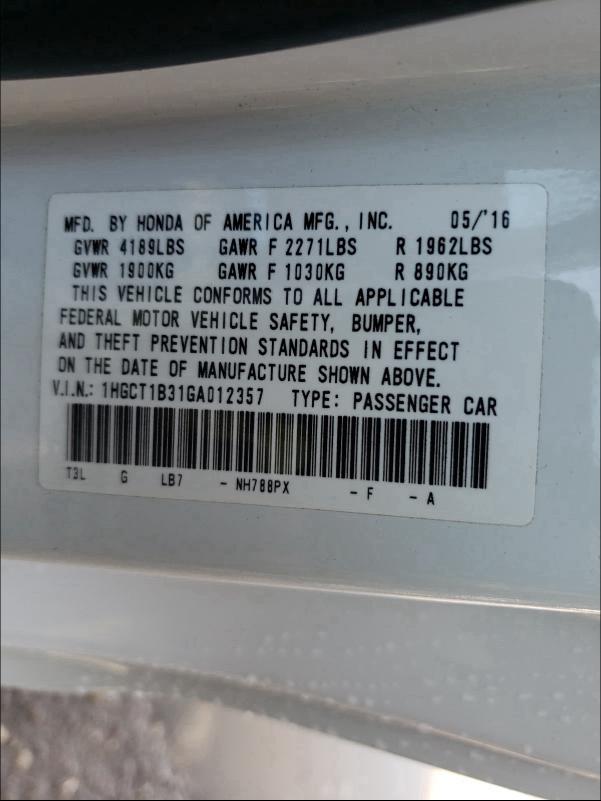 MFD. BY HONDA OF AMERICA MFG., INC. 05/'16
GVWR 4189LBS GAWR F 2271LBS R 1962LBS
GVWR 1900KG GAWR F 1030KG R 890KG
THIS VEHICLE CONFORMS TO ALL APPLICABLE
FEDERAL MOTOR VEHICLE SAFETY, BUMPER,
AND THEFT PREVENTION STANDARDS IN EFFECT
ON THE DATE OF MANUFACTURE SHOWN ABOVE.
V.I.N.: 1HGCT1B31GA012357 TYPE: PASSENGER CAR
T3L G LB7 - NH788PX - F - A